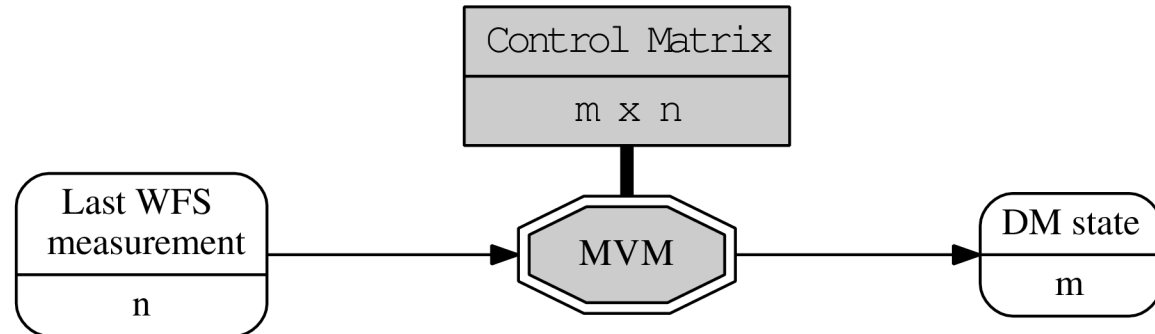 Control Matrix
m x n
Last WFS
measurement
n
MVM
DM state
m